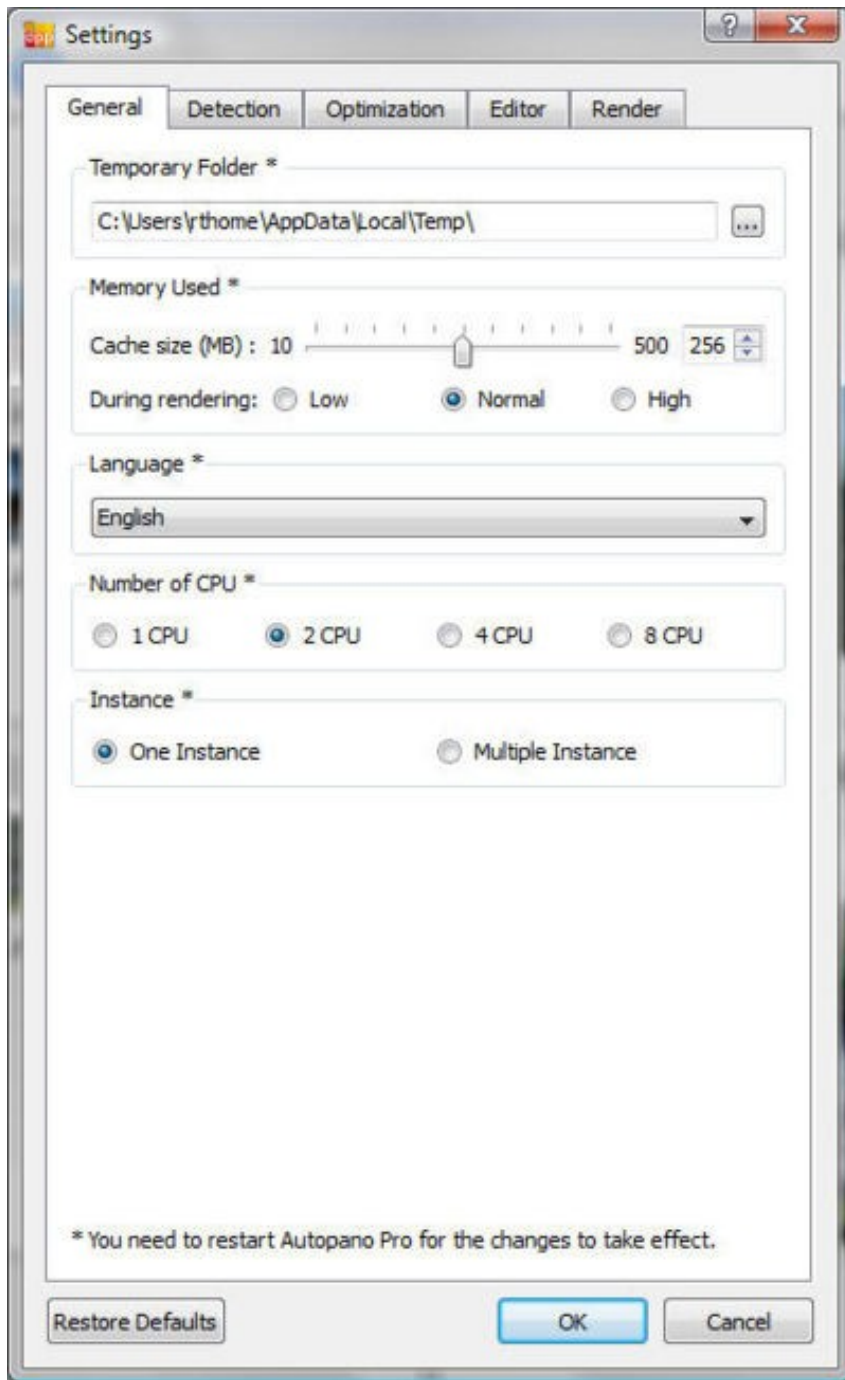 app Settings
General Detection Optimization Editor Render
Temporary Folder *
C:\Users\rthome\AppData\Local\Temp\ ...
Memory Used *
Cache size (MB) : 10 500 256
During rendering: Low Normal High
Language *
English
Number of CPU *
1 CPU 2 CPU 4 CPU 8 CPU
Instance *
One Instance Multiple Instance
* You need to restart Autopano Pro for the changes to take effect.
Restore Defaults OK Cancel